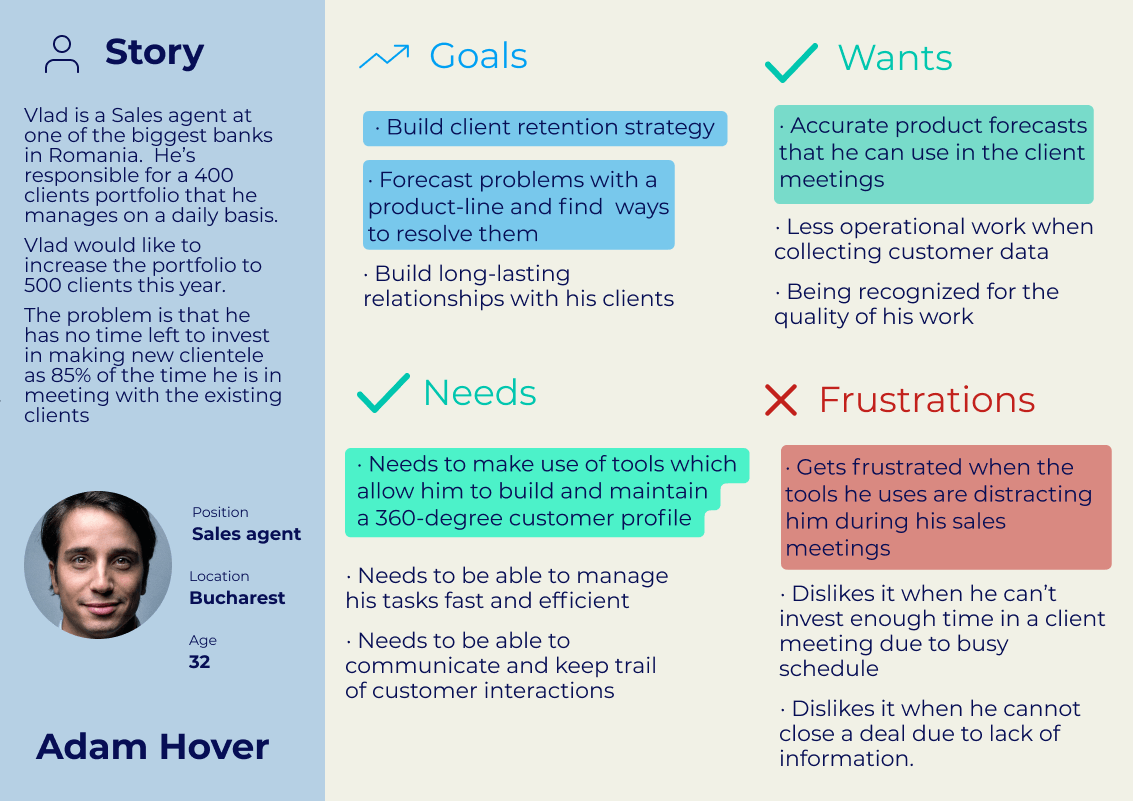 Story
Vlad is a Sales agent at
one of the biggest banks
in Romania.  He's
responsible for a 400
clients portfolio that he
manages on a daily basis.
Vlad would like to
increase the portfolio to
500 clients this year.
The problem is that he
has no time left to invest
in making new clientele
as 85% of the time he is in
meeting with the existing
clients
Position
Sales agent
Location
Bucharest
Age
32
Adam Hover
Goals
· Build client retention strategy
· Forecast problems with a
product-line and find  ways
to resolve them
· Build long-lasting
relationships with his clients
Wants
· Accurate product forecasts
that he can use in the client
meetings
· Less operational work when
collecting customer data
· Being recognized for the
quality of his work
Needs
· Needs to make use of tools which
allow him to build and maintain
a 360-degree customer profile
· Needs to be able to manage
his tasks fast and efficient
· Needs to be able to
communicate and keep trail
of customer interactions
Frustrations
· Gets frustrated when the
tools he uses are distracting
him during his sales
meetings
· Dislikes it when he can't
invest enough time in a client
meeting due to busy
schedule
· Dislikes it when he cannot
close a deal due to lack of
information.